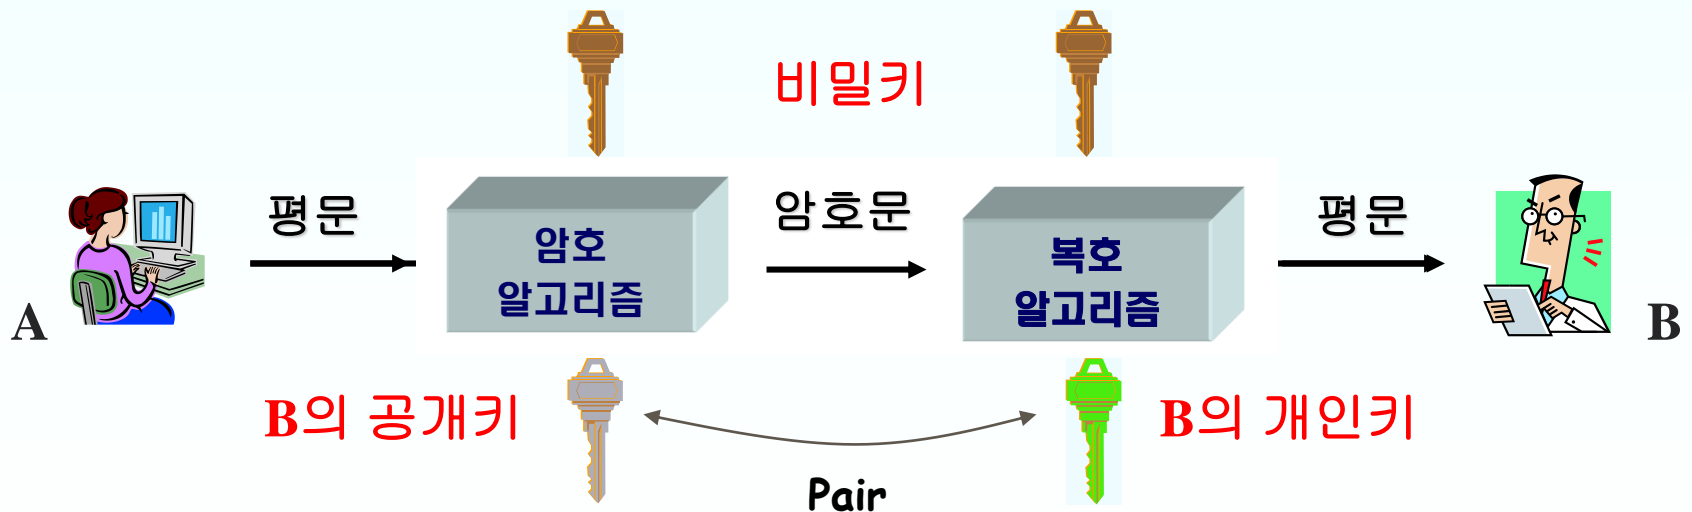 비밀키
평문
암호문
평문
암호
알고리즘
복호
알고리즘
A
B
B의 공개키
B의 개인키
Pair